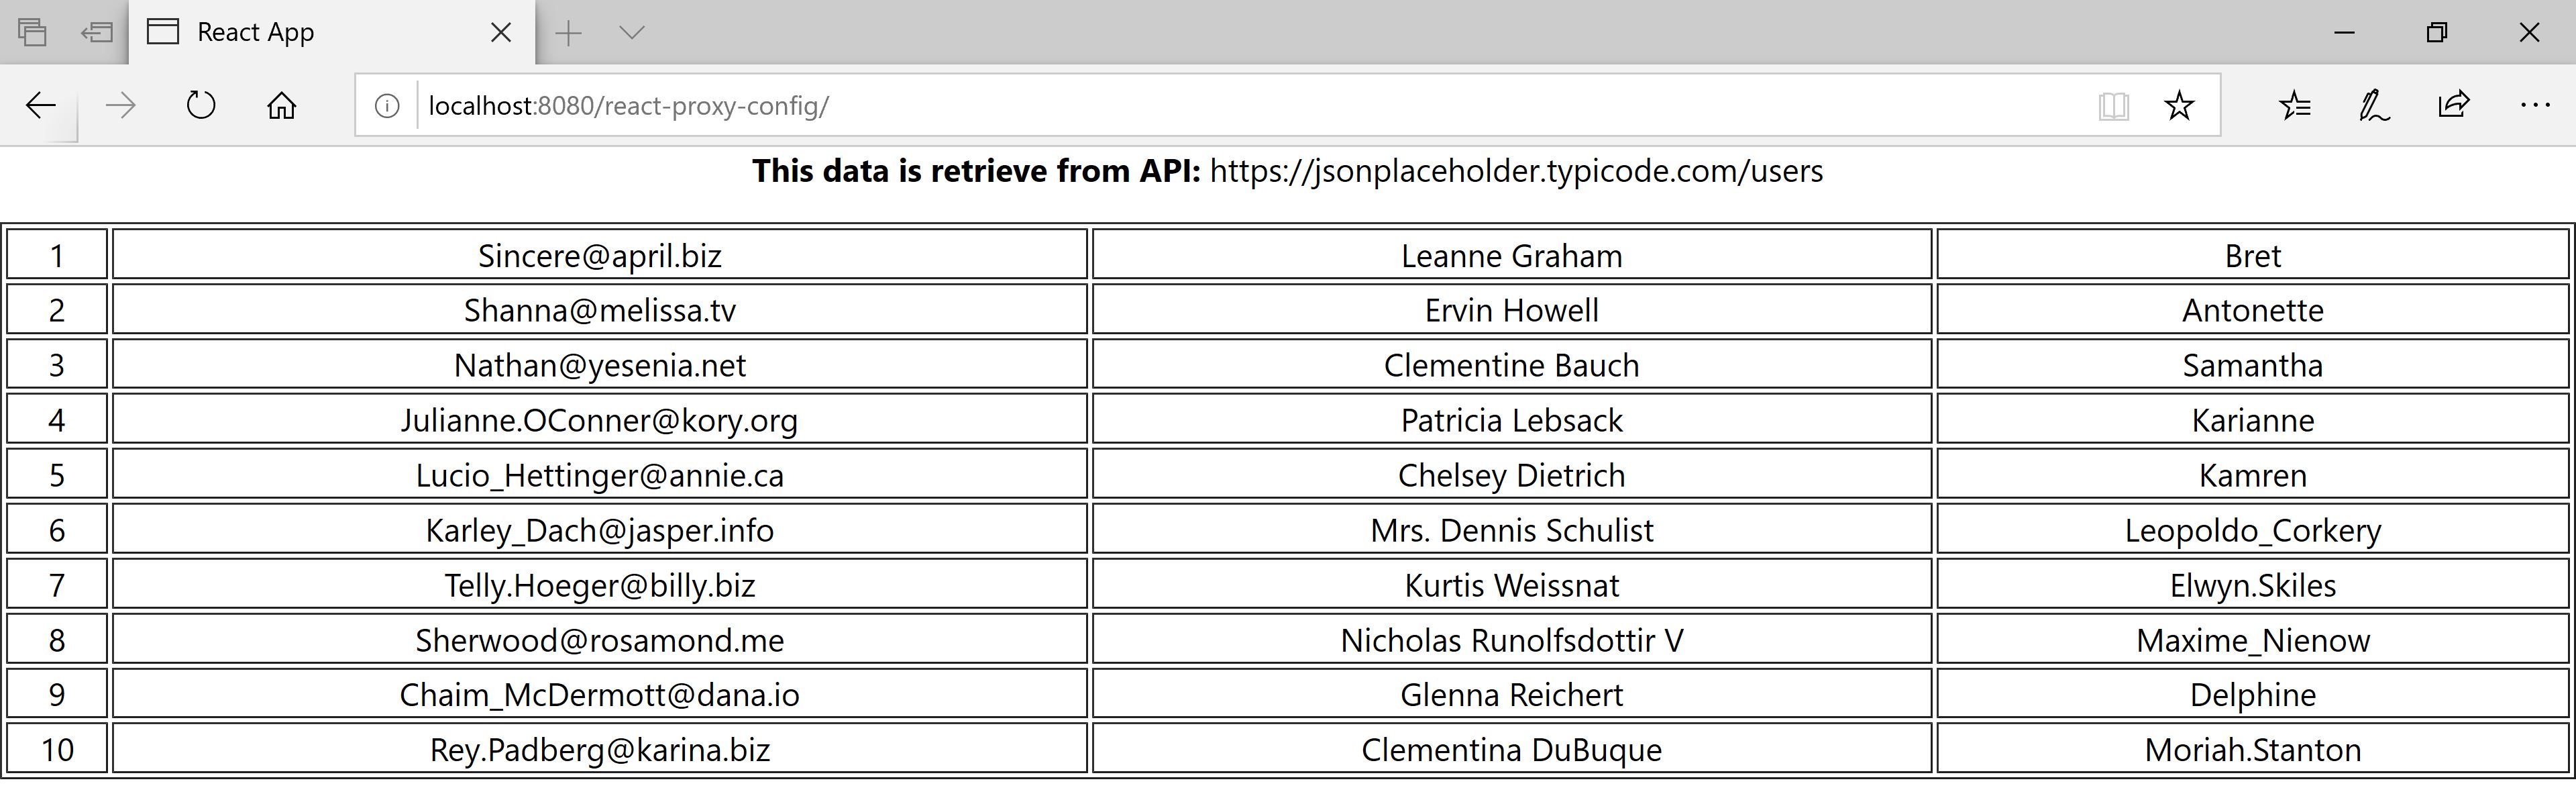 React App
localhost:8080/react-proxy-config/
This data is retrieve from API: https://jsonplaceholder.typicode.com/users
1 Sincere@april.biz Leanne Graham Bret
2 Shanna@melissa.tv Ervin Howell Antonette
3 Nathan@yesenia.net Clementine Bauch Samantha
4 Julianne.OConner@kory.org Patricia Lebsack Karianne
5 Lucio_Hettinger@annie.ca Chelsey Dietrich Kamren
6 Karley_Dach@jasper.info Mrs. Dennis Schulist Leopoldo_Corkery
7 Telly.Hoeger@billy.biz Kurtis Weissnat Elwyn.Skiles
8 Sherwood@rosamond.me Nicholas Runolfsdottir V Maxime_Nienow
9 Chaim_McDermott@dana.io Glenna Reichert Delphine
10 Rey.Padberg@karina.biz Clementina DuBuque Moriah.Stanton